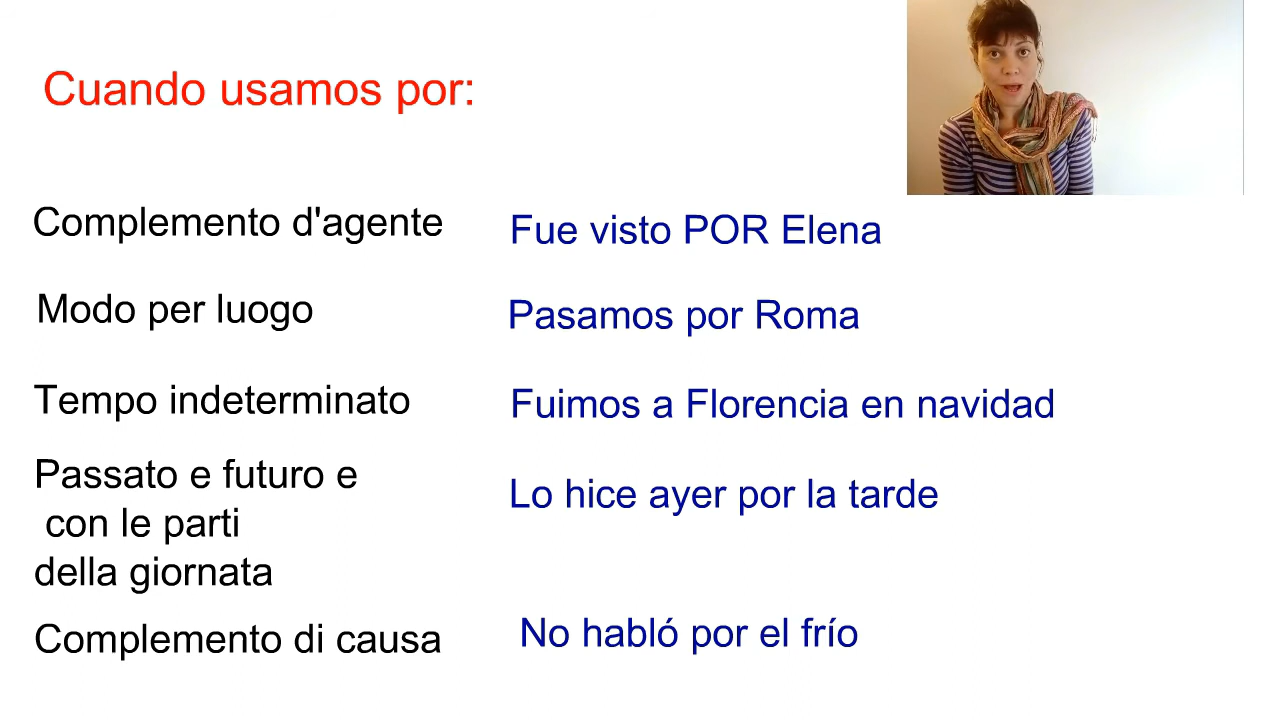 Cuando usamos por:
Complemento d'agente
Fue visto POR Elena
Modo per luogo
Pasamos por Roma
Tempo indeterminato
Fuimos a Florencia en navidad
Passato e futuro e
con le parti
della giornata
Lo hice ayer por la tarde
Complemento di causa
No habló por el frío